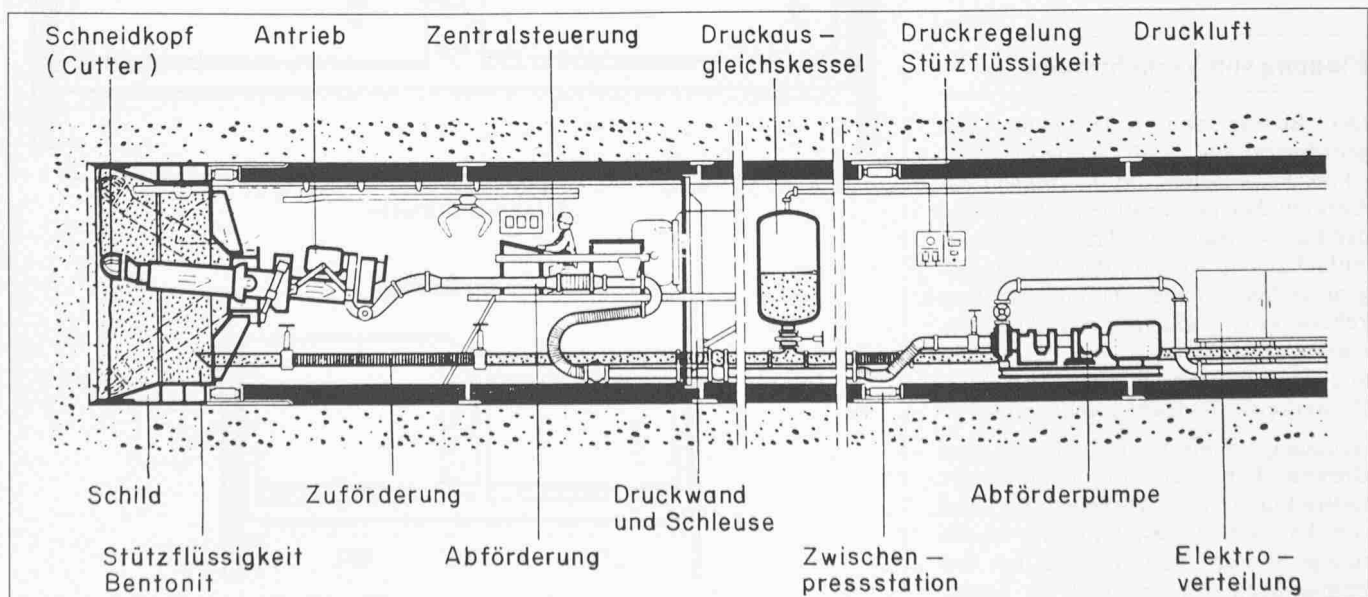 Schneidkopf
(Cutter)
Antrieb
Zentralsteuerung
Druckaus –
gleichskessel
Druckregelung
Stützflüssigkeit
Druckluft
Schild
Stützflüssigkeit
Bentonit
Zuförderung
Abförderung
Druckwand
und Schleuse
Zwischen –
pressstation
Abförderpumpe
Elektro –
verteilung